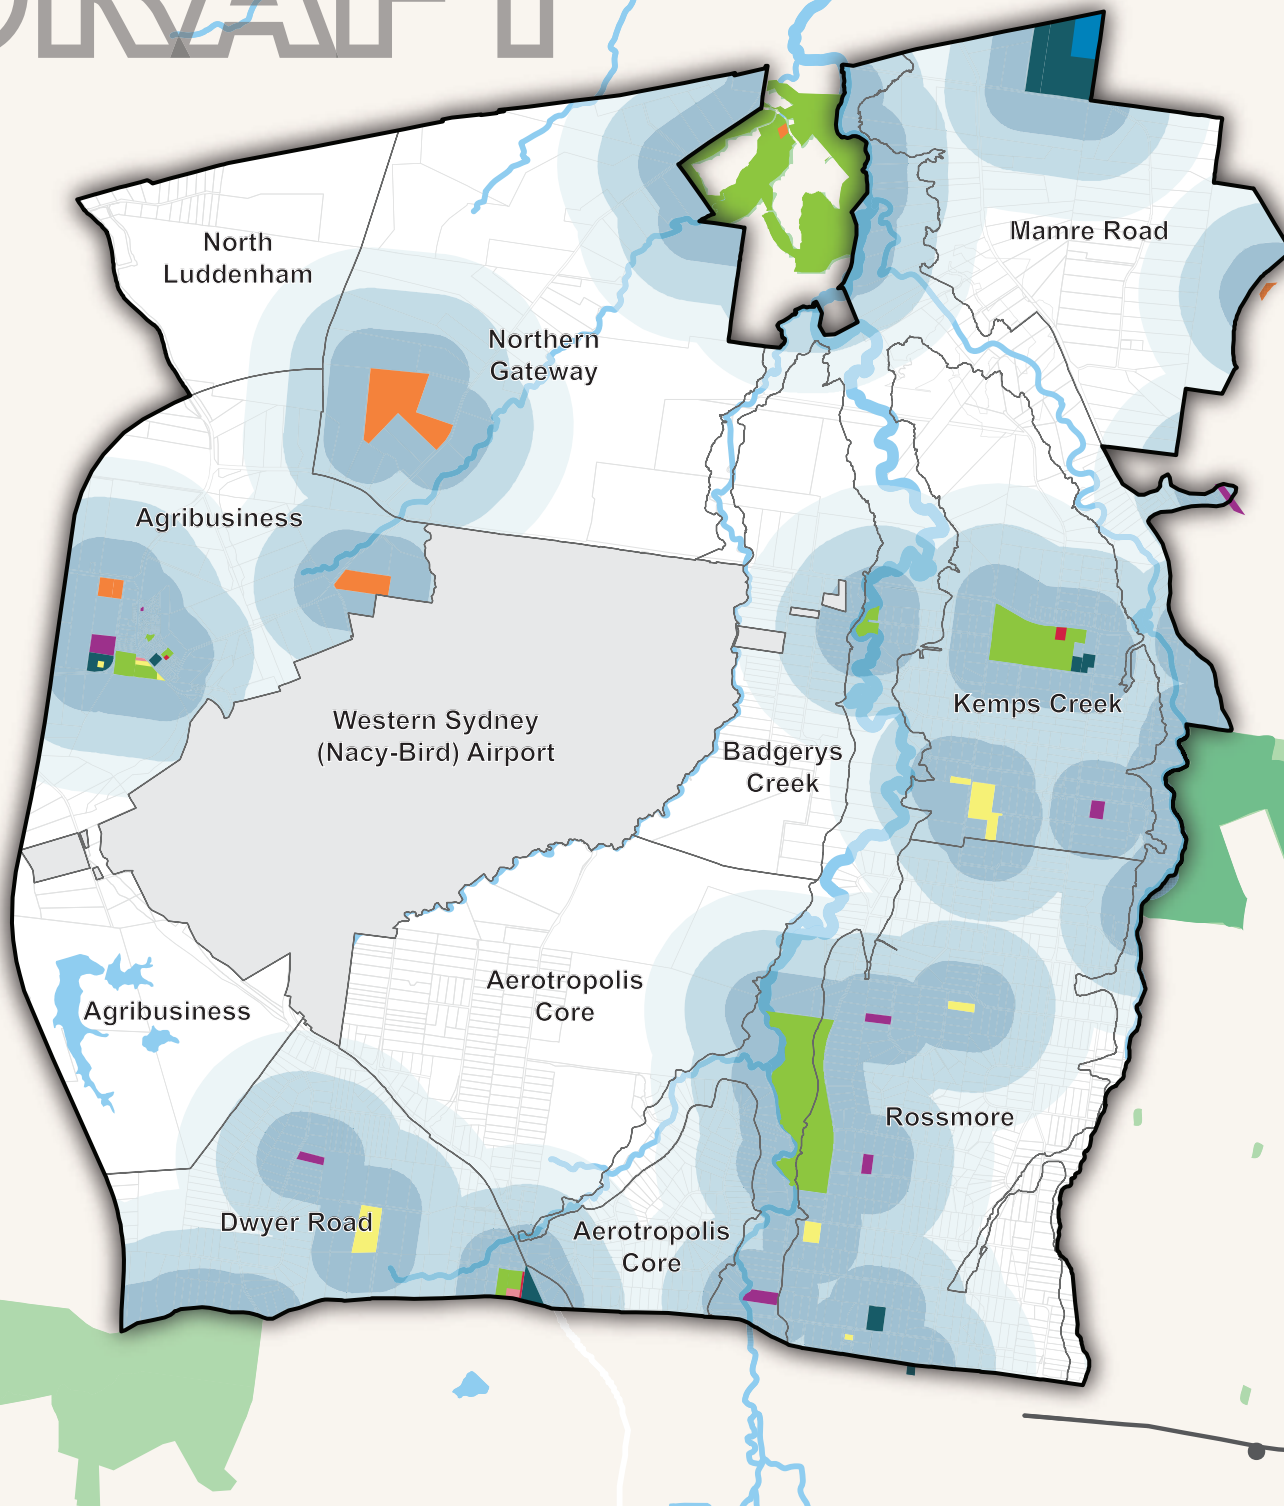 DRAFT
North
Luddenham
Mamre Road
Northern
Gateway
Agribusiness
Kemps Creek
Western Sydney
(Nacy-Bird) Airport
Badgerys
Creek
Aerotropolis
Core
Agribusiness
Rossmore
Dwyer Road
Aerotropolis
Core